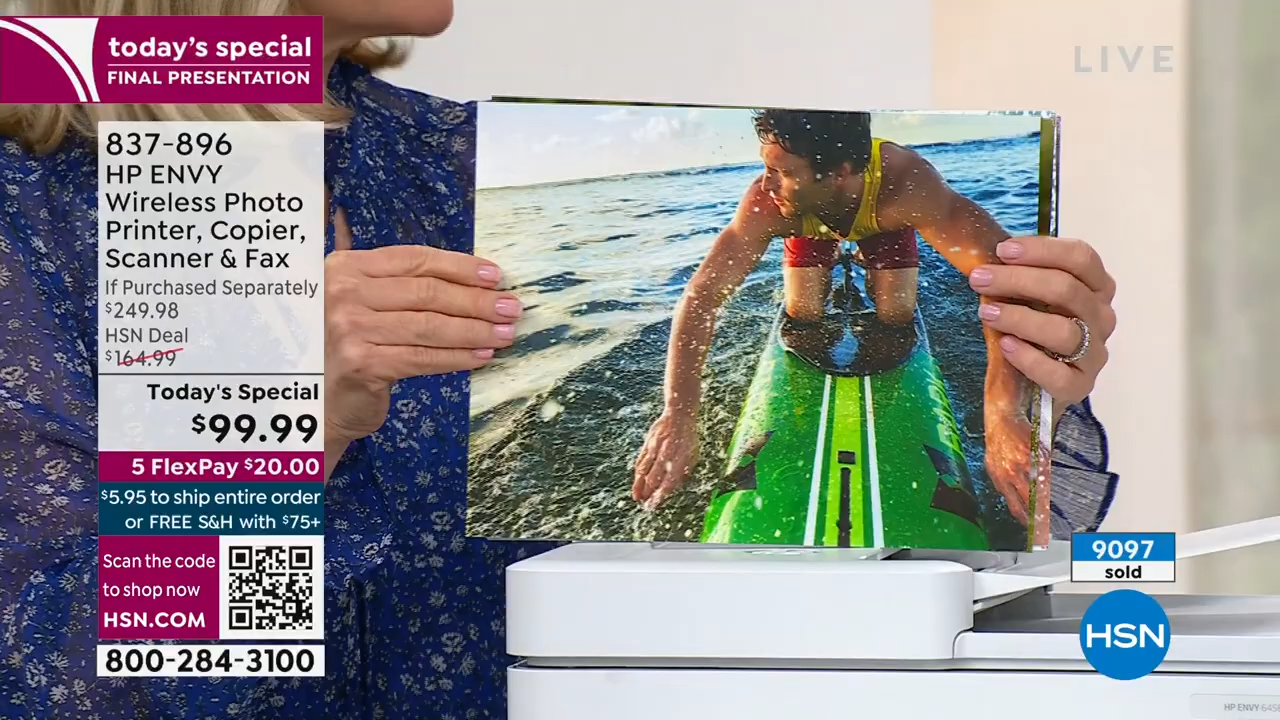 today's special
FINAL PRESENTATION
LIVE
837-896
HP ENVY
Wireless Photo
Printer, Copier,
Scanner & Fax
If Purchased Separately
$249.98
HSN Deal
$164.99
Today's Special
$99.99
5 FlexPay $20.00
$5.95 to ship entire order
or FREE S&H with $75+
Scan the code
to shop now
HSN.COM
800-284-3100
9097
sold
HSN
HP ENVY